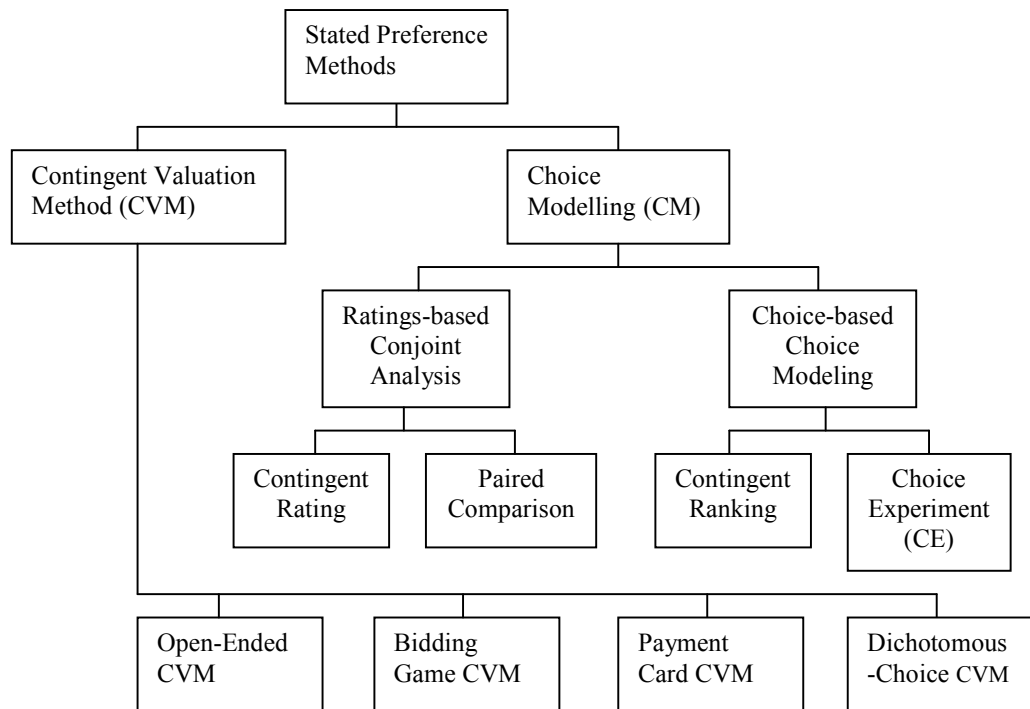 Stated Preference
Methods
Contingent Valuation
Method (CVM)
Choice
Modelling (CM)
Ratings-based
Conjoint
Analysis
Choice-based
Choice
Modeling
Contingent
Rating
Paired
Comparison
Contingent
Ranking
Choice
Experiment
(CE)
Open-Ended
CVM
Bidding
Game CVM
Payment
Card CVM
Dichotomous
-Choice CVM